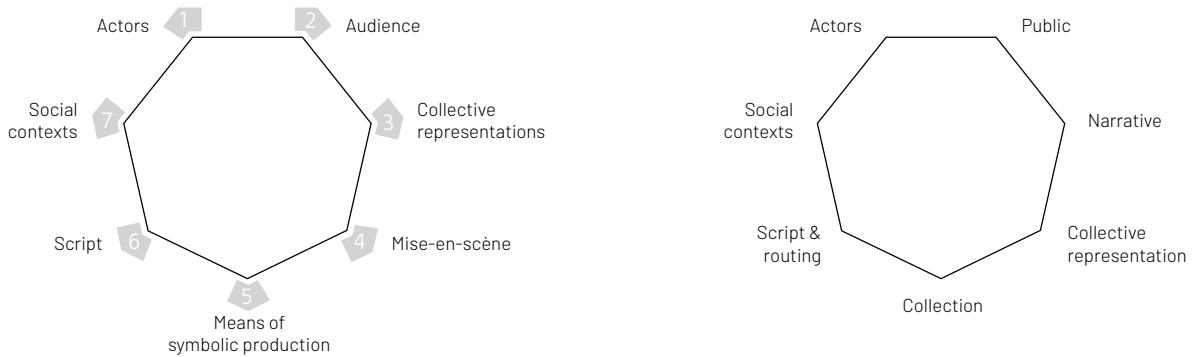 Actors
1
2
Audience
Social
contexts
7
3
Collective
representations
Script
6
4
Mise-en-scène
5
Means of
symbolic production
Actors
Public
Social
contexts
Narrative
Script &
routing
Collective
representation
Collection